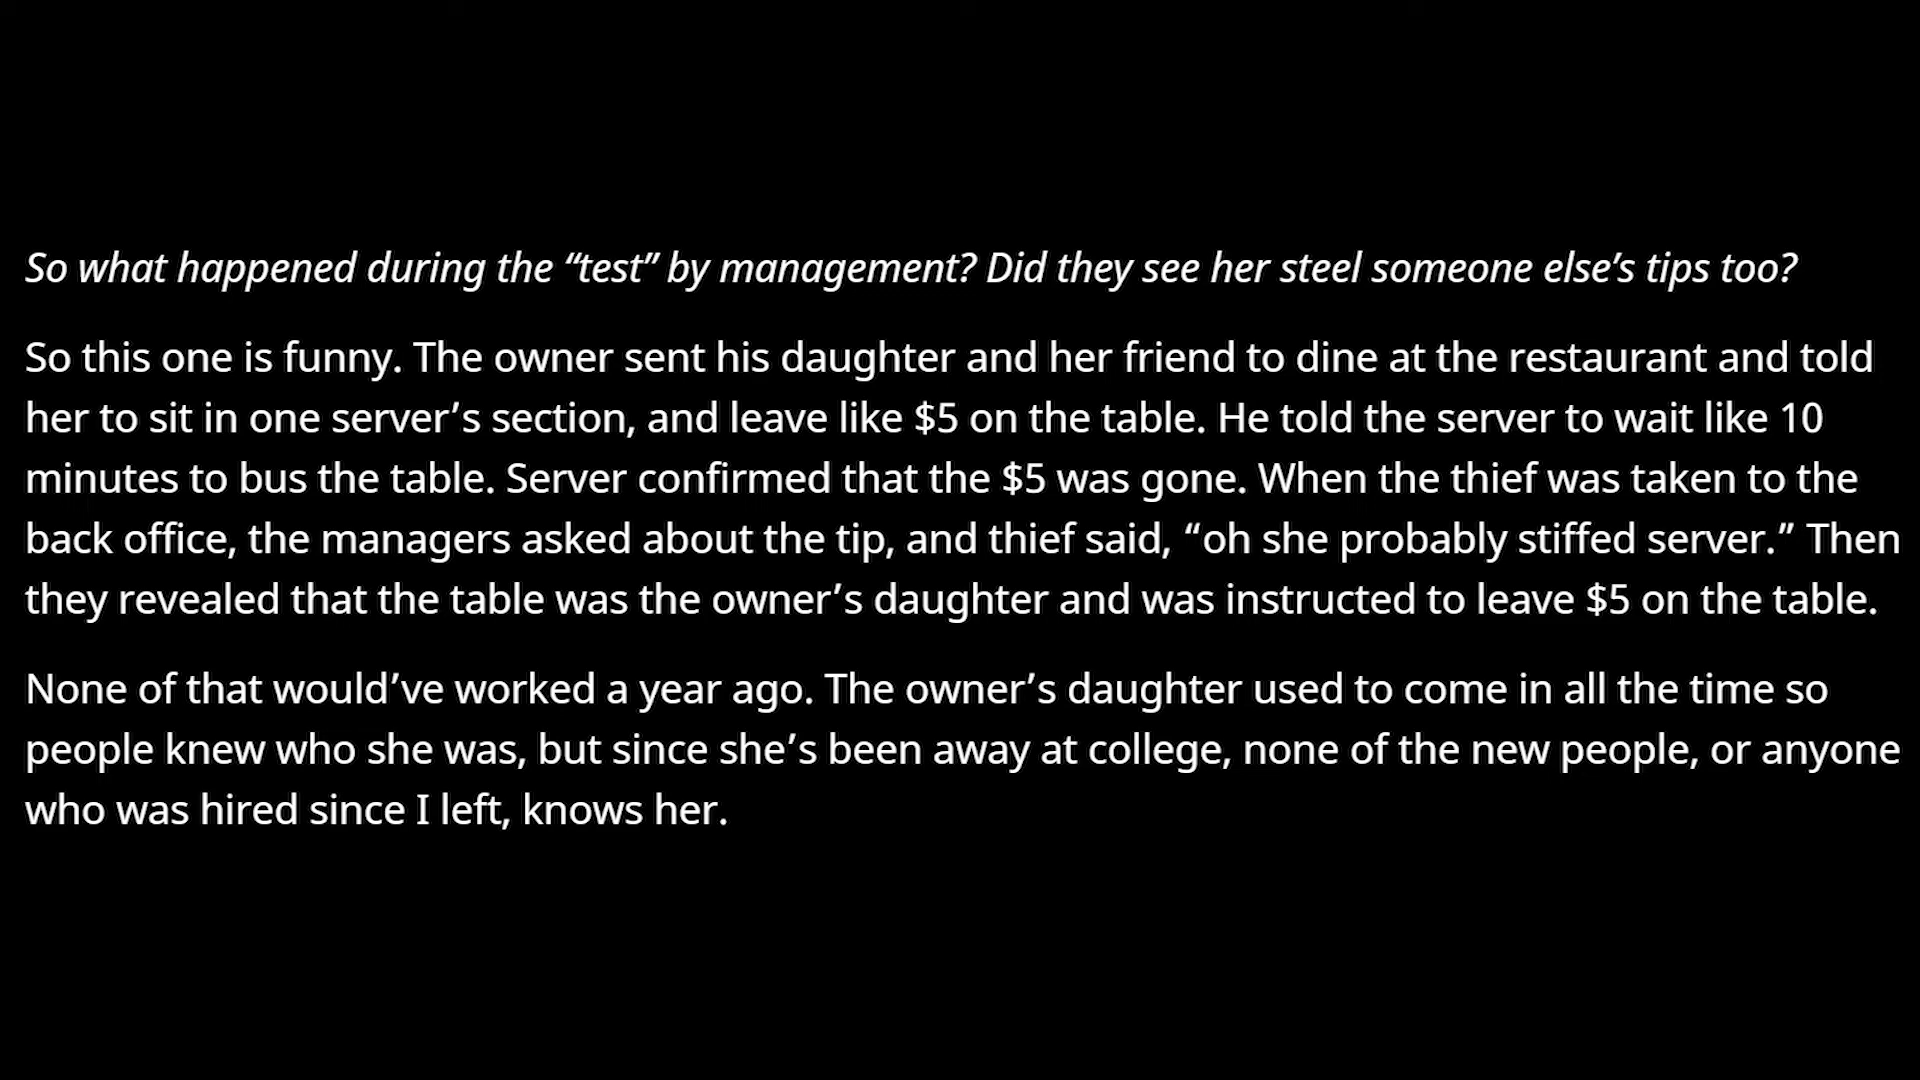 So what happened during the “test” by management? Did they see her steel someone else’s tips too?
So this one is funny. The owner sent his daughter and her friend to dine at the restaurant and told
her to sit in one server’s section, and leave like $5 on the table. He told the server to wait like 10
minutes to bus the table. Server confirmed that the $5 was gone. When the thief was taken to the
back office, the managers asked about the tip, and thief said, “oh she probably stiffed server.” Then
they revealed that the table was the owner’s daughter and was instructed to leave $5 on the table.
None of that would’ve worked a year ago. The owner’s daughter used to come in all the time so
people knew who she was, but since she’s been away at college, none of the new people, or anyone
who was hired since I left, knows her.